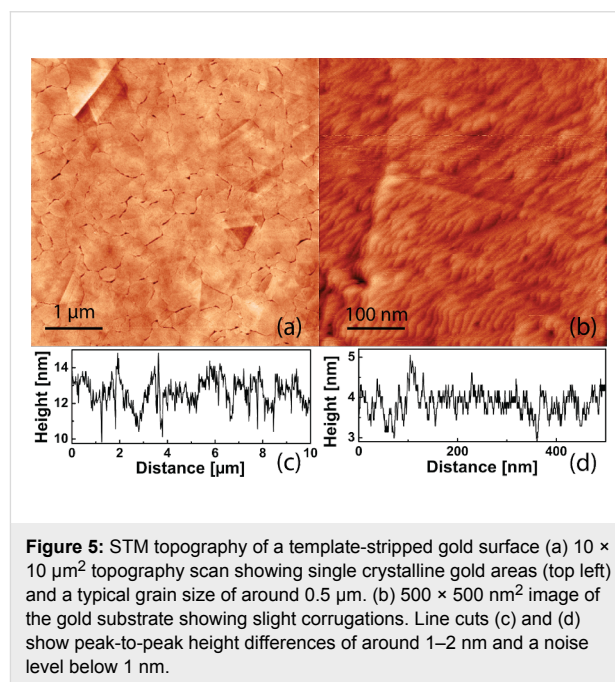 1 µm
(a)
100 nm
(b)
Height [nm]
14
12
10
0 2 4 6 8 10
Distance [µm]
(c)
Height [nm]
5
4
3
0 200 400
Distance [nm]
(d)
Figure 5: STM topography of a template-stripped gold surface (a) 10 ×
10 µm² topography scan showing single crystalline gold areas (top left)
and a typical grain size of around 0.5 µm. (b) 500 × 500 nm² image of
the gold substrate showing slight corrugations. Line cuts (c) and (d)
show peak-to-peak height differences of around 1–2 nm and a noise
level below 1 nm.